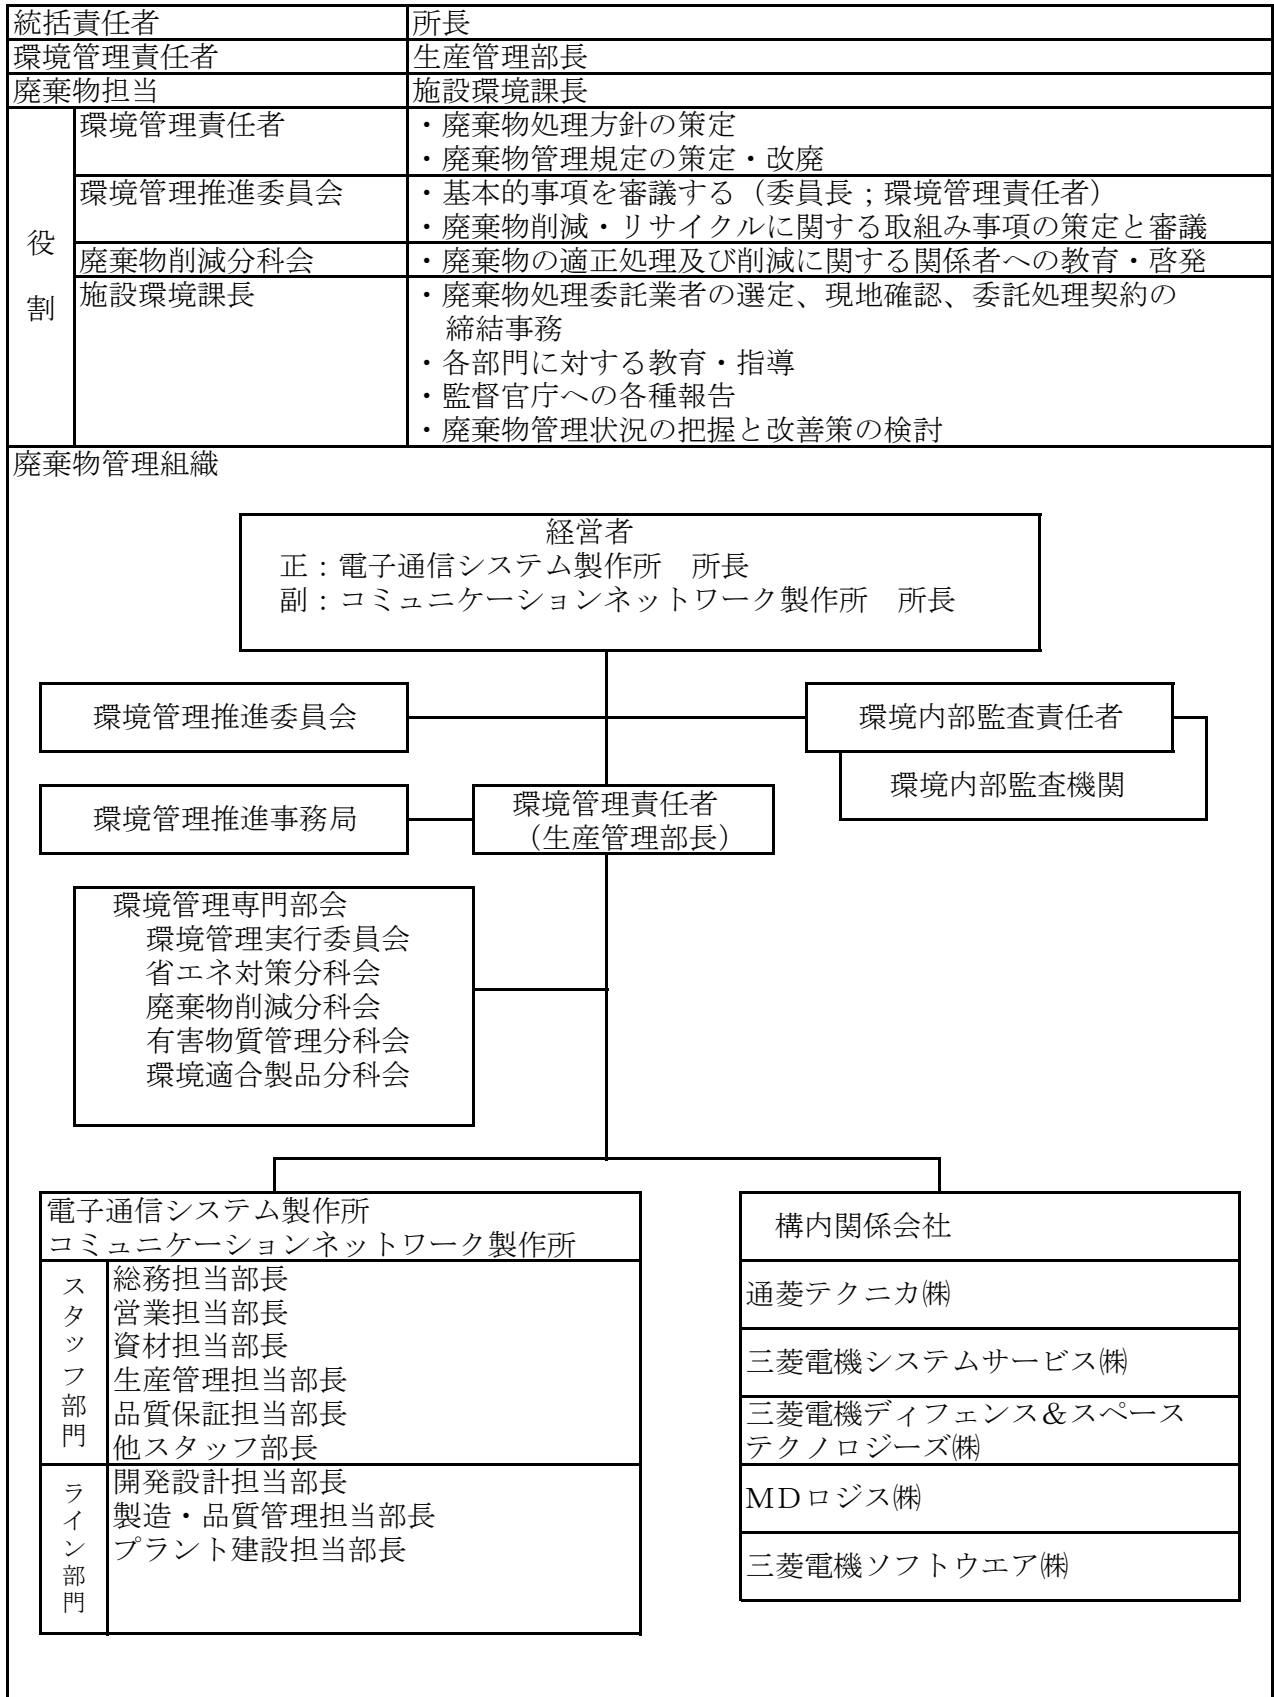 統括責任者 所長
環境管理責任者 生産管理部長
廃棄物担当 施設環境課長
役割
環境管理責任者 ・廃棄物処理方針の策定
・廃棄物管理規定の策定・改廃
環境管理推進委員会 ・基本的事項を審議する（委員長；環境管理責任者）
・廃棄物削減・リサイクルに関する取組み事項の策定と審議
廃棄物削減分科会 ・廃棄物の適正処理及び削減に関する関係者への教育・啓発
施設環境課長 ・廃棄物処理委託業者の選定、現地確認、委託処理契約の
締結事務
・各部門に対する教育・指導
・監督官庁への各種報告
・廃棄物管理状況の把握と改善策の検討
廃棄物管理組織
経営者
正：電子通信システム製作所　所長
副：コミュニケーションネットワーク製作所　所長
環境管理推進委員会
環境内部監査責任者
環境内部監査機関
環境管理推進事務局
環境管理責任者
（生産管理部長）
環境管理専門部会
環境管理実行委員会
省エネ対策分科会
廃棄物削減分科会
有害物質管理分科会
環境適合製品分科会
電子通信システム製作所
コミュニケーションネットワーク製作所
スタッフ部門
総務担当部長
営業担当部長
資材担当部長
生産管理担当部長
品質保証担当部長
他スタッフ部長
ライン部門
開発設計担当部長
製造・品質管理担当部長
プラント建設担当部長
構内関係会社
通菱テクニカ㈱
三菱電機システムサービス㈱
三菱電機ディフェンス＆スペース
テクノロジーズ㈱
ＭＤロジス㈱
三菱電機ソフトウエア㈱